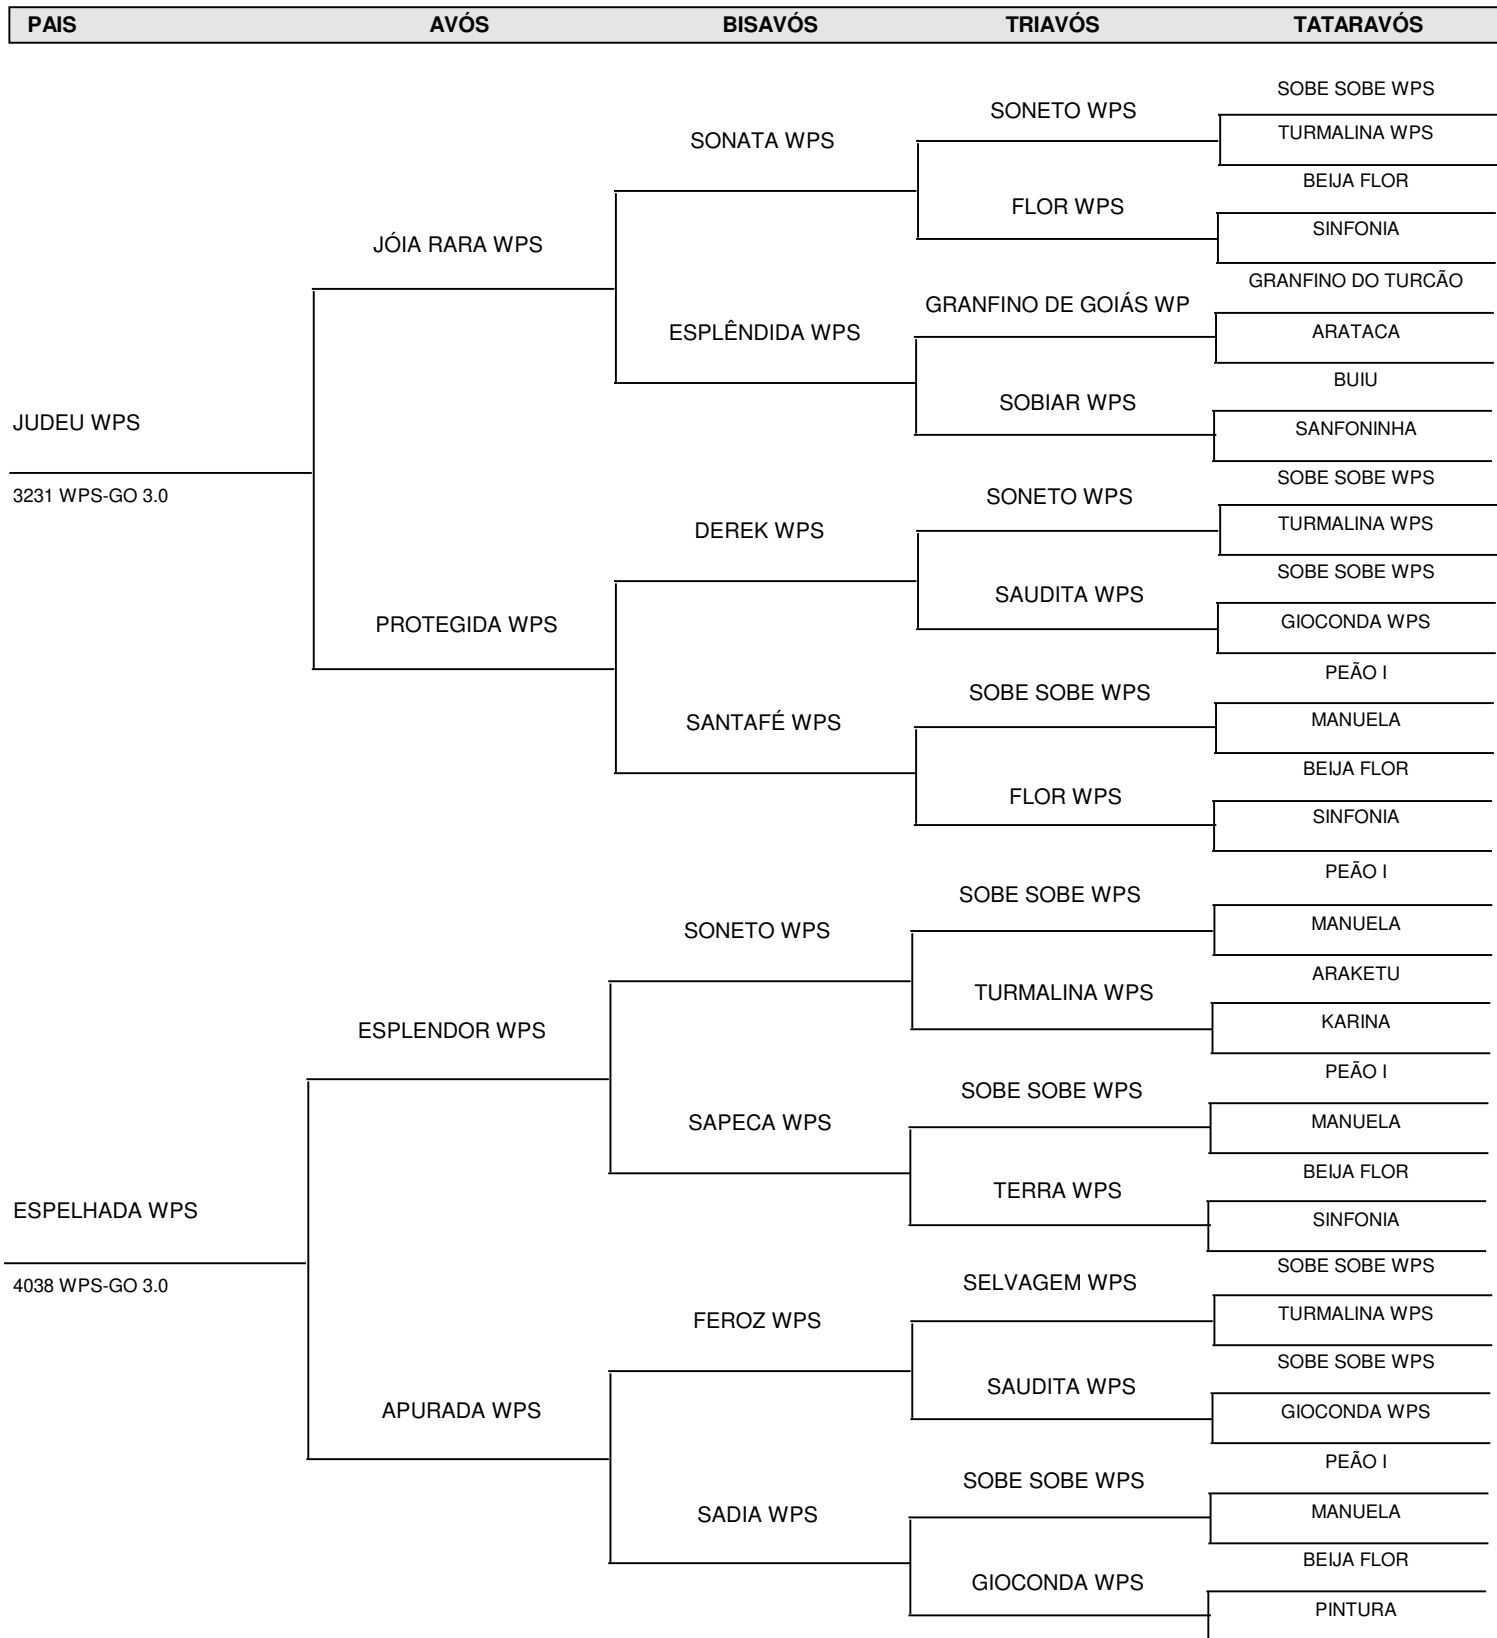 PAIS AVÓS BISAVÓS TRIAVÓS TATARAVÓS
SOBE SOBE WPS
SONETO WPS
TURMALINA WPS
SONATA WPS
BEIJA FLOR
FLOR WPS
SINFONIA
JÓIA RARA WPS
GRANFINO DO TURCÃO
GRANFINO DE GOIÁS WP
ARATACA
ESPLÊNDIDA WPS
BUIU
SOBIAR WPS
SANFONINHA
JUDEU WPS
3231 WPS-GO 3.0
SOBE SOBE WPS
SONETO WPS
TURMALINA WPS
DEREK WPS
SOBE SOBE WPS
SAUDITA WPS
GIOCONDA WPS
PROTEGIDA WPS
PEÃO I
SOBE SOBE WPS
MANUELA
SANTAFÉ WPS
BEIJA FLOR
FLOR WPS
SINFONIA
PEÃO I
SOBE SOBE WPS
MANUELA
SONETO WPS
ARAKETU
TURMALINA WPS
KARINA
ESPLENDOR WPS
PEÃO I
SOBE SOBE WPS
MANUELA
SAPECA WPS
BEIJA FLOR
TERRA WPS
SINFONIA
ESPELHADA WPS
4038 WPS-GO 3.0
SOBE SOBE WPS
SELVAGEM WPS
TURMALINA WPS
FEROZ WPS
SOBE SOBE WPS
SAUDITA WPS
GIOCONDA WPS
APURADA WPS
PEÃO I
SOBE SOBE WPS
MANUELA
SADIA WPS
BEIJA FLOR
GIOCONDA WPS
PINTURA